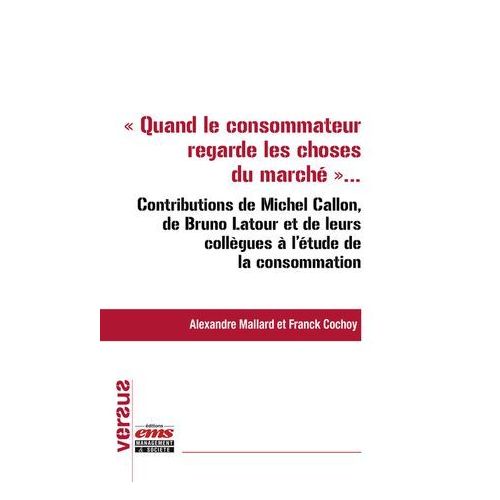 « Quand le consommateur
regarde les choses
du marché »...
Contributions de Michel Callon,
de Bruno Latour et de leurs
collègues à l'étude de
la consommation
Alexandre Mallard et Franck Cochoy
versus
éditions
ems
MANAGEMENT
& SOCIÉTÉ